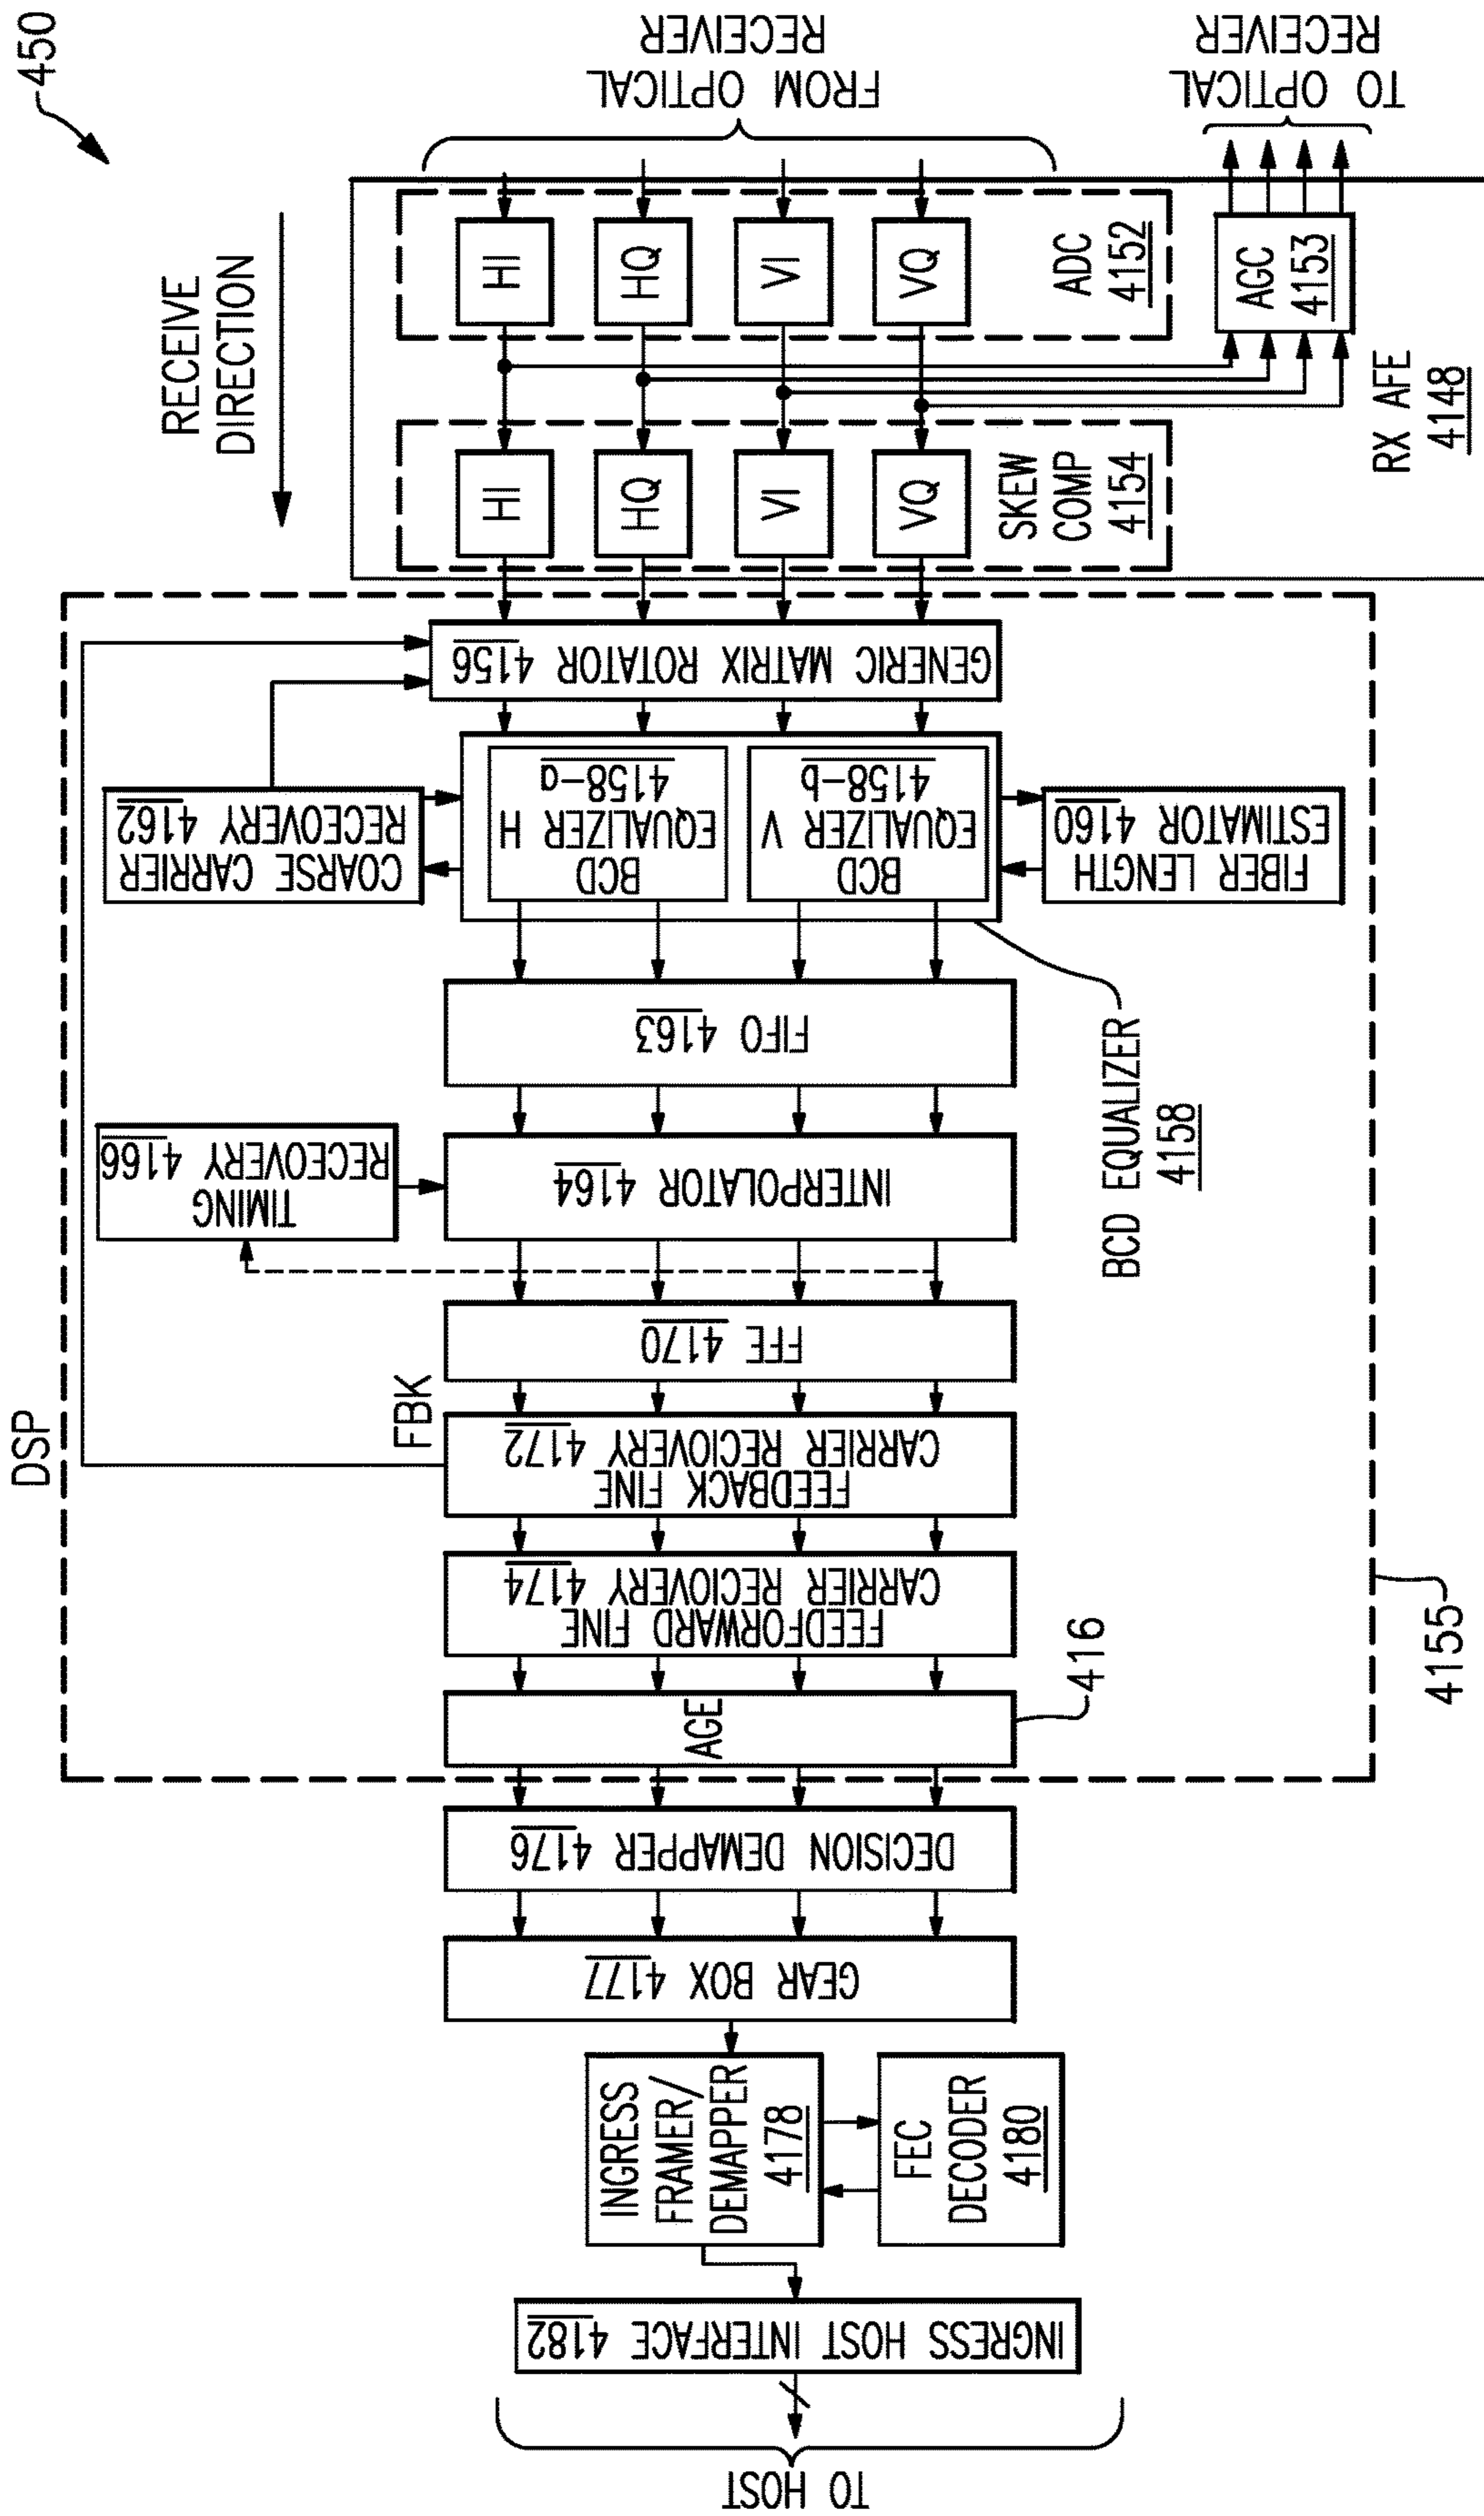 450
RECEIVE
DIRECTION
FROM OPTICAL
RECEIVER
TO OPTICAL
RECEIVER
HI
HQ
VI
VQ
ADC
4152
AGC
4153
RX AFE
4148
HI
HQ
VI
VQ
SKEW
COMP
4154
GENERIC MATRIX ROTATOR 4156
COARSE CARRIER
RECEOVERY 4162
BCD
EQUALIZER H
4158-a
BCD
EQUALIZER V
4158-b
FIBER LENGTH
ESTIMATOR 4160
BCD EQUALIZER
4158
FIFO 4163
TIMING
RECEOVERY 4166
INTERPOLATOR 4164
FFE 4170
DSP
FBK
FEEDBACK FINE
CARRIER RECIOVERY 4172
FEEDFORWARD FINE
CARRIER RECIOVERY 4174
AGE
416
4155
DECISION DEMAPPER 4176
GEAR BOX 4177
INGRESS
FRAMER/
DEMAPPER
4178
FEC
DECODER
4180
INGRESS HOST INTERFACE 4182
TO HOST